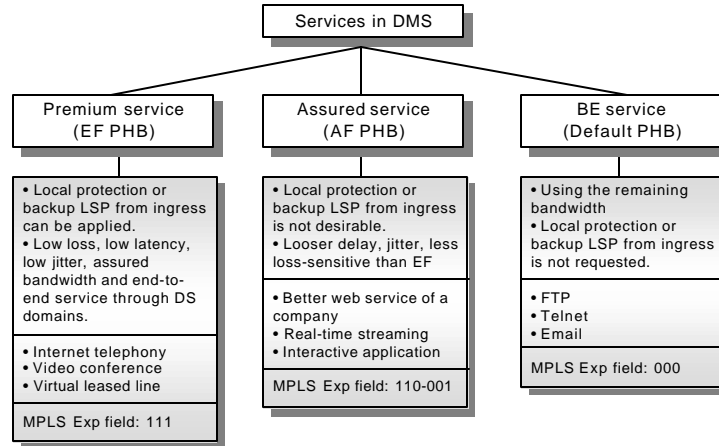 Services in DMS
Premium service
(EF PHB)
• Local protection or
backup LSP from ingress
can be applied.
• Low loss, low latency,
low jitter, assured
bandwidth and end-to-
end service through DS
domains.
• Internet telephony
• Video conference
• Virtual leased line
MPLS Exp field: 111
Assured service
(AF PHB)
• Local protection or
backup LSP from ingress
is not desirable.
• Looser delay, jitter, less
loss-sensitive than EF
• Better web service of a
company
• Real-time streaming
• Interactive application
MPLS Exp field: 110-001
BE service
(Default PHB)
• Using the remaining
bandwidth
• Local protection or
backup LSP from ingress
is not requested.
• FTP
• Telnet
• Email
MPLS Exp field: 000